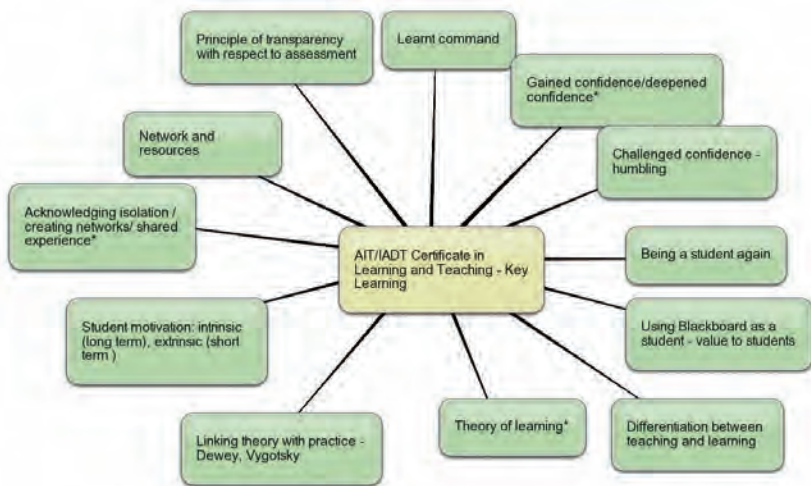 Principle of transparency
with respect to assessment
Learnt command
Gained confidence/deepened
confidence*
Network and
resources
Challenged confidence -
humbling
Acknowledging isolation /
creating networks/ shared
experience*
AIT/IADT Certificate in
Learning and Teaching - Key
Learning
Being a student again
Student motivation: intrinsic
(long term), extrinsic (short
term )
Using Blackboard as a
student - value to students
Linking theory with practice -
Dewey, Vygotsky
Theory of learning*
Differentiation between
teaching and learning